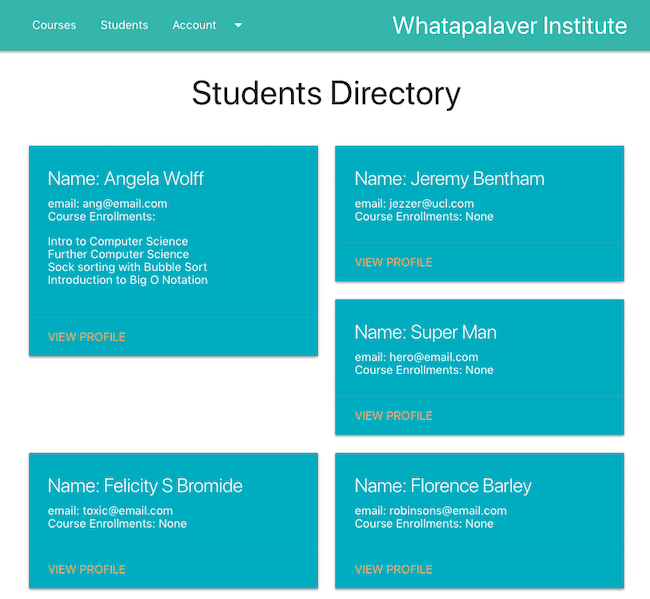 Courses Students Account Whatapalaver Institute
Students Directory
Name: Angela Wolff
email: ang@email.com
Course Enrollments:
Intro to Computer Science
Further Computer Science
Sock sorting with Bubble Sort
Introduction to Big O Notation
VIEW PROFILE
Name: Jeremy Bentham
email: jezzer@ucl.com
Course Enrollments: None
VIEW PROFILE
Name: Super Man
email: hero@email.com
Course Enrollments: None
VIEW PROFILE
Name: Felicity S Bromide
email: toxic@email.com
Course Enrollments: None
VIEW PROFILE
Name: Florence Barley
email: robinsons@email.com
Course Enrollments: None
VIEW PROFILE